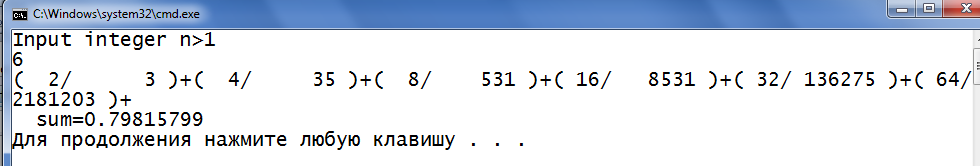 C:\Windows\system32\cmd.exe
Input integer n>1
6
(  2/      3 )+(  4/     35 )+(  8/    531 )+( 16/   8531 )+( 32/ 136275 )+( 64/
2181203 )+
  sum=0.79815799
Для продолжения нажмите любую клавишу . . .